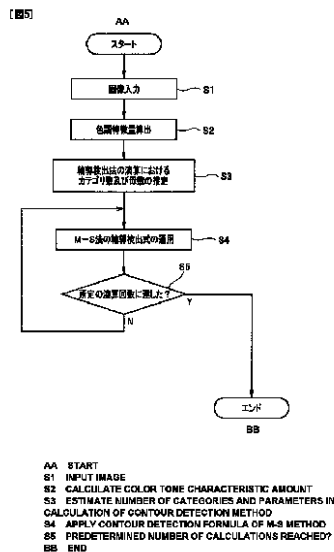 [図5]
AA
スタート
画像入力
S1
色調特徴量算出
S2
輪郭検出法の演算における
カテゴリ数及び母数の推定
S3
M－S法の輪郭検出式の適用
S4
S5
所定の演算回数に達した？
Y
N
エンド
BB
AA START
S1 INPUT IMAGE
S2 CALCULATE COLOR TONE CHARACTERISTIC AMOUNT
S3 ESTIMATE NUMBER OF CATEGORIES AND PARAMETERS IN
CALCULATION OF CONTOUR DETECTION METHOD
S4 APPLY CONTOUR DETECTION FORMULA OF M-S METHOD
S5 PREDETERMINED NUMBER OF CALCULATIONS REACHED?
BB END